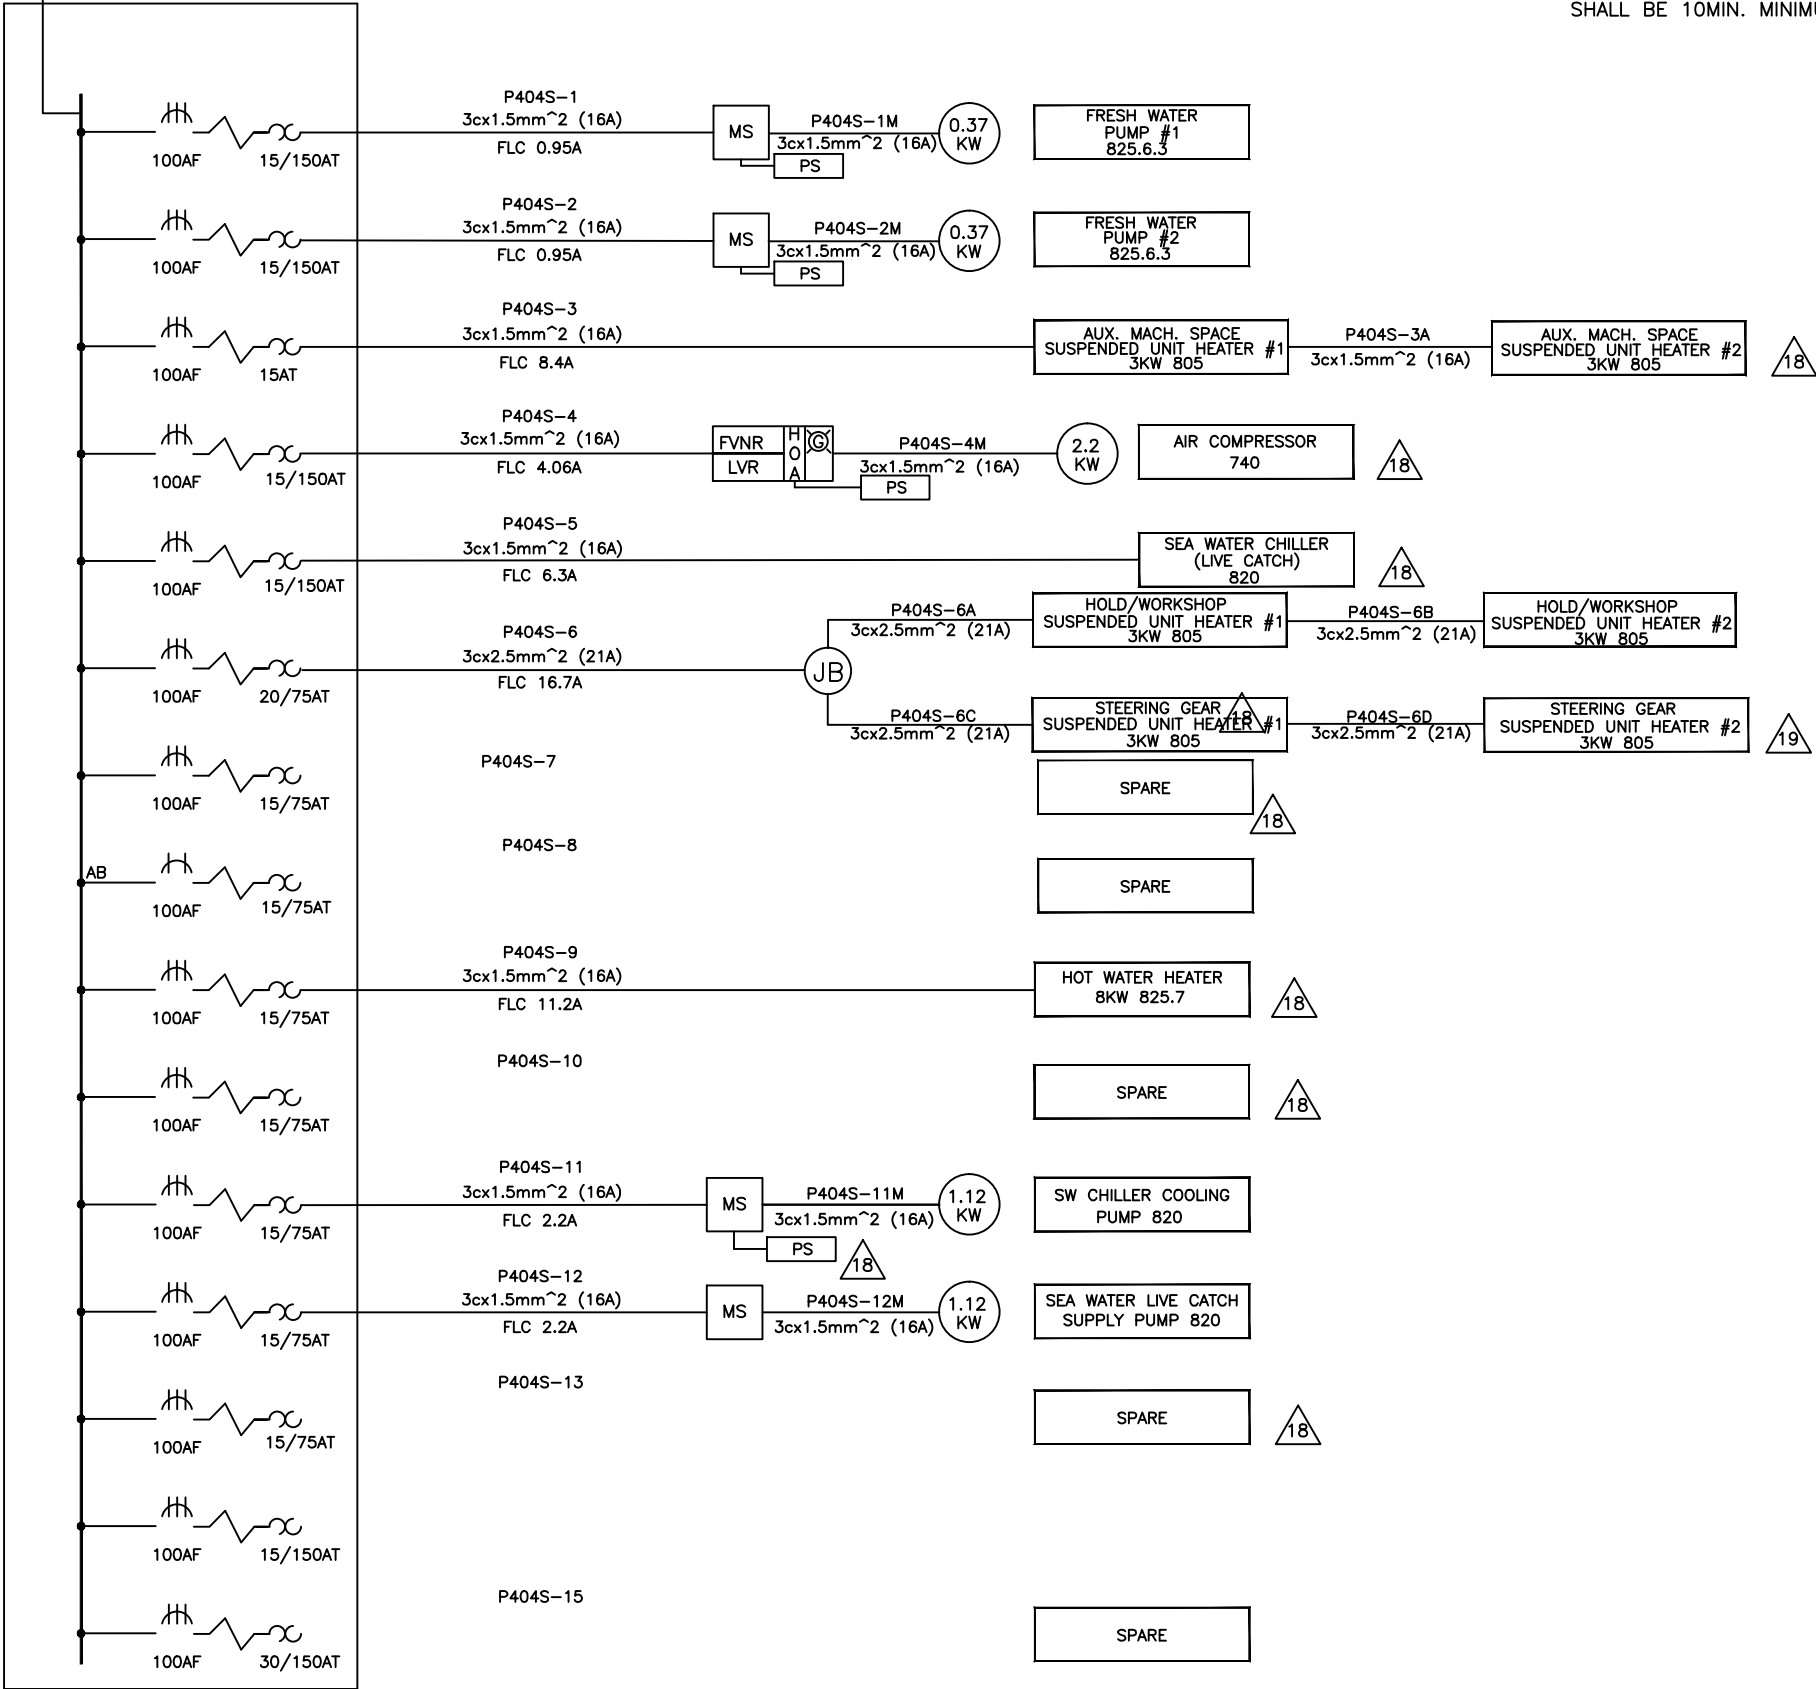 SHALL BE 10MIN. MINIMU
P404S-1
3cx1.5mm^2 (16A)
FLC 0.95A
100AF
15/150AT
MS
P404S-1M
3cx1.5mm^2 (16A)
PS
0.37
KW
FRESH WATER
PUMP #1
825.6.3
P404S-2
3cx1.5mm^2 (16A)
FLC 0.95A
100AF
15/150AT
MS
P404S-2M
3cx1.5mm^2 (16A)
PS
0.37
KW
FRESH WATER
PUMP #2
825.6.3
P404S-3
3cx1.5mm^2 (16A)
FLC 8.4A
100AF
15AT
AUX. MACH. SPACE
SUSPENDED UNIT HEATER #1
3KW 805
P404S-3A
3cx1.5mm^2 (16A)
AUX. MACH. SPACE
SUSPENDED UNIT HEATER #2
3KW 805
18
P404S-4
3cx1.5mm^2 (16A)
FLC 4.06A
100AF
15/150AT
FVNR
LVR
H
O
A
G
P404S-4M
3cx1.5mm^2 (16A)
PS
2.2
KW
AIR COMPRESSOR
740
18
P404S-5
3cx1.5mm^2 (16A)
FLC 6.3A
100AF
15/150AT
SEA WATER CHILLER
(LIVE CATCH)
820
18
P404S-6
3cx2.5mm^2 (21A)
FLC 16.7A
100AF
20/75AT
JB
P404S-6A
3cx2.5mm^2 (21A)
HOLD/WORKSHOP
SUSPENDED UNIT HEATER #1
3KW 805
P404S-6B
3cx2.5mm^2 (21A)
HOLD/WORKSHOP
SUSPENDED UNIT HEATER #2
3KW 805
P404S-6C
3cx2.5mm^2 (21A)
STEERING GEAR
SUSPENDED UNIT HEATER #1
3KW 805
18
P404S-6D
3cx2.5mm^2 (21A)
STEERING GEAR
SUSPENDED UNIT HEATER #2
3KW 805
19
P404S-7
100AF
15/75AT
SPARE
18
P404S-8
AB
100AF
15/75AT
SPARE
P404S-9
3cx1.5mm^2 (16A)
FLC 11.2A
100AF
15/75AT
HOT WATER HEATER
8KW 825.7
18
P404S-10
100AF
15/75AT
SPARE
18
P404S-11
3cx1.5mm^2 (16A)
FLC 2.2A
100AF
15/75AT
MS
P404S-11M
3cx1.5mm^2 (16A)
PS
18
1.12
KW
SW CHILLER COOLING
PUMP 820
P404S-12
3cx1.5mm^2 (16A)
FLC 2.2A
100AF
15/75AT
MS
P404S-12M
3cx1.5mm^2 (16A)
1.12
KW
SEA WATER LIVE CATCH
SUPPLY PUMP 820
P404S-13
100AF
15/75AT
SPARE
18
100AF
15/150AT
P404S-15
100AF
30/150AT
SPARE